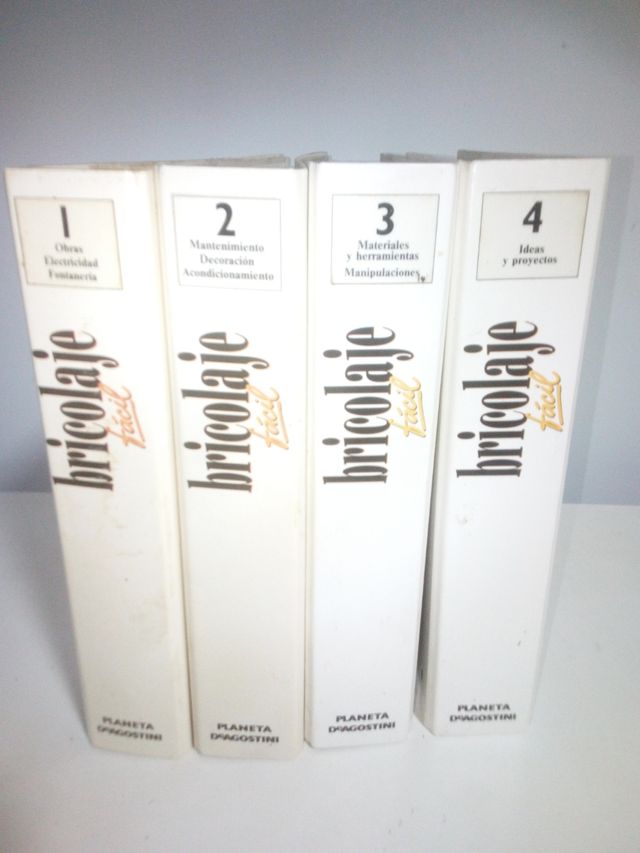 1
Obras
Electricidad
Fontanería
bricolaje
fácil
PLANETA
DeAGOSTINI
2
Mantenimiento
Decoración
Acondicionamiento
bricolaje
fácil
PLANETA
DeAGOSTINI
3
Materiales
y herramientas
Manipulaciones
bricolaje
fácil
PLANETA
DeAGOSTINI
4
Ideas
y proyectos
bricolaje
fácil
PLANETA
DeAGOSTINI